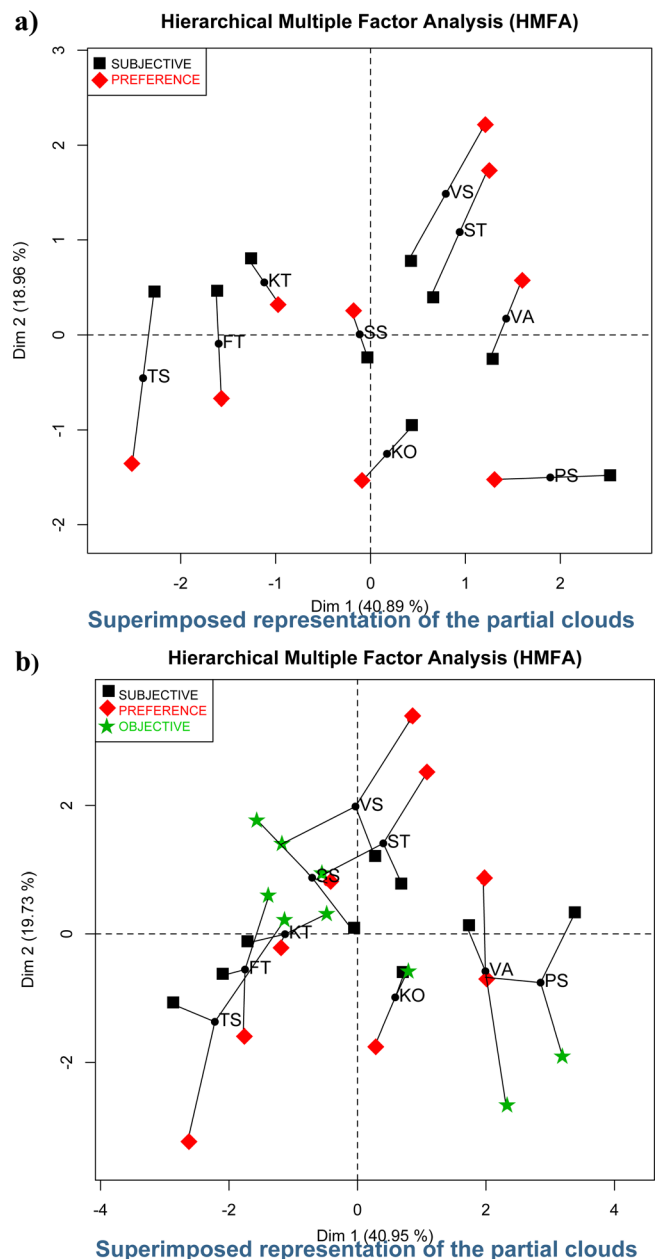 a)
Hierarchical Multiple Factor Analysis (HMFA)
SUBJECTIVE
PREFERENCE
3
2
1
0
-1
-2
Dim 2 (18.96 %)
VS
ST
KT
VA
SS
FT
TS
KO
PS
-2 -1 0 1 2
Dim 1 (40.89 %)
Superimposed representation of the partial clouds
b)
Hierarchical Multiple Factor Analysis (HMFA)
SUBJECTIVE
PREFERENCE
OBJECTIVE
2
0
-2
Dim 2 (19.73 %)
VS
ST
SS
KT
FT
VA
PS
KO
TS
-4 -2 0 2 4
Dim 1 (40.95 %)
Superimposed representation of the partial clouds